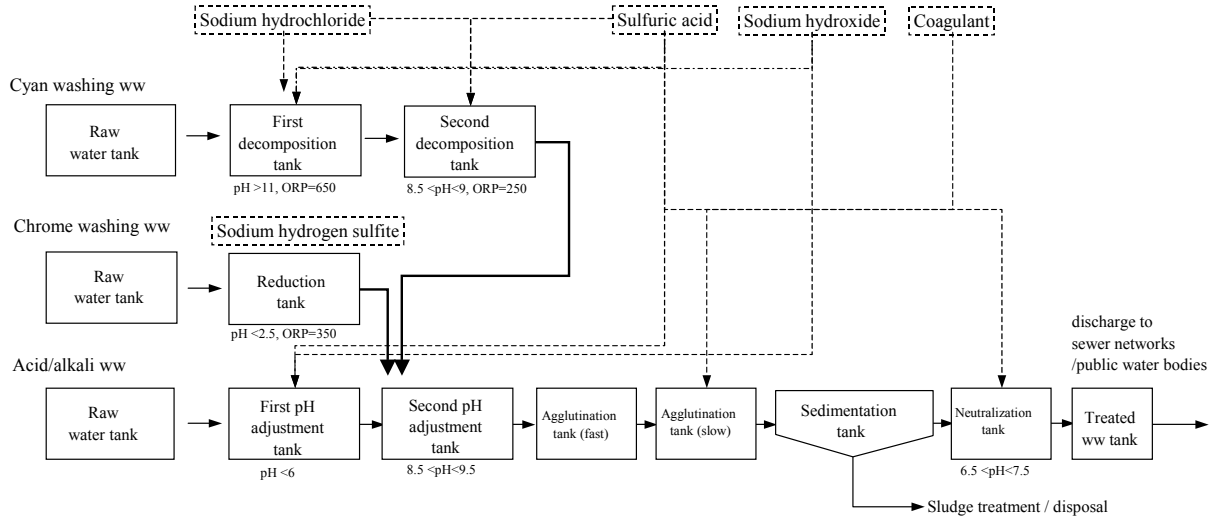 Sodium hydrochloride
Sulfuric acid
Sodium hydroxide
Coagulant
Cyan washing ww
Raw
water tank
First
decomposition
tank
pH >11, ORP=650
Second
decomposition
tank
8.5 <pH<9, ORP=250
Chrome washing ww
Sodium hydrogen sulfite
Raw
water tank
Reduction
tank
pH <2.5, ORP=350
Acid/alkali ww
Raw
water tank
First pH
adjustment
tank
pH <6
Second pH
adjustment
tank
8.5 <pH<9.5
Agglutination
tank (fast)
Agglutination
tank (slow)
Sedimentation
tank
Neutralization
tank
6.5 <pH<7.5
discharge to
sewer networks
/public water bodies
Treated
ww tank
Sludge treatment / disposal